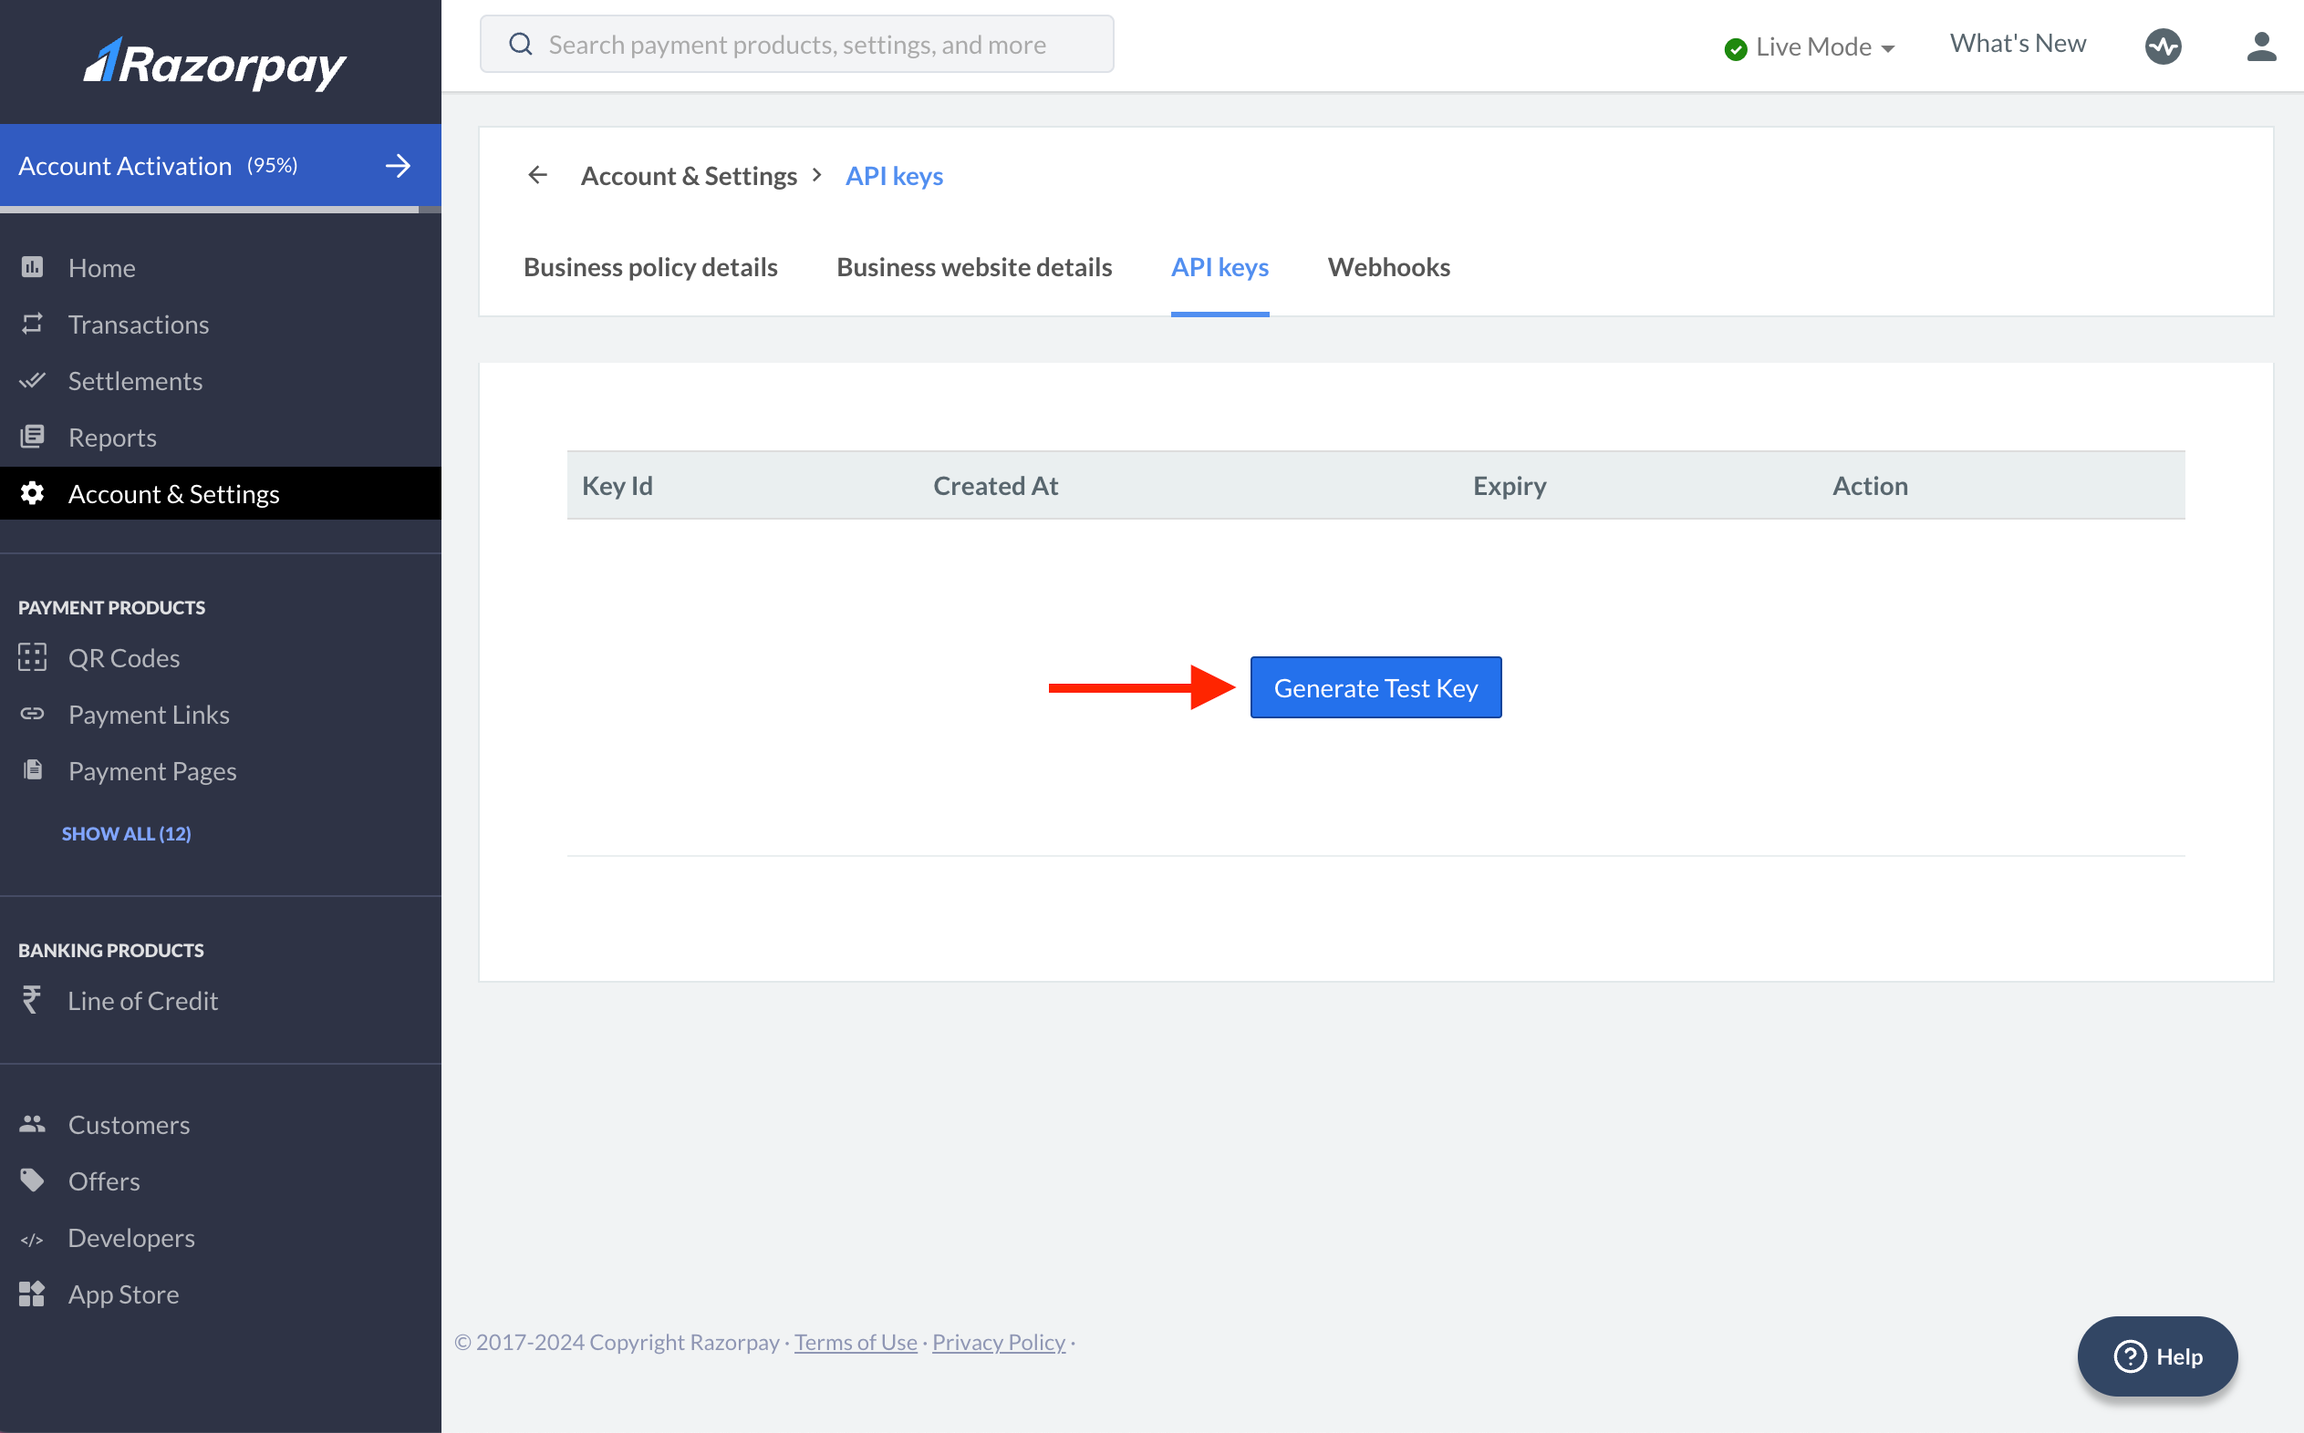 Razorpay
Search payment products, settings, and more
Live Mode
What's New
Account Activation (95%)
Home
Transactions
Settlements
Reports
Account & Settings
PAYMENT PRODUCTS
QR Codes
Payment Links
Payment Pages
SHOW ALL (12)
BANKING PRODUCTS
₹ Line of Credit
Customers
Offers
</> Developers
App Store
Account & Settings > API keys
Business policy details Business website details API keys Webhooks
Key Id Created At Expiry Action
Generate Test Key
© 2017-2024 Copyright Razorpay · Terms of Use · Privacy Policy ·
? Help